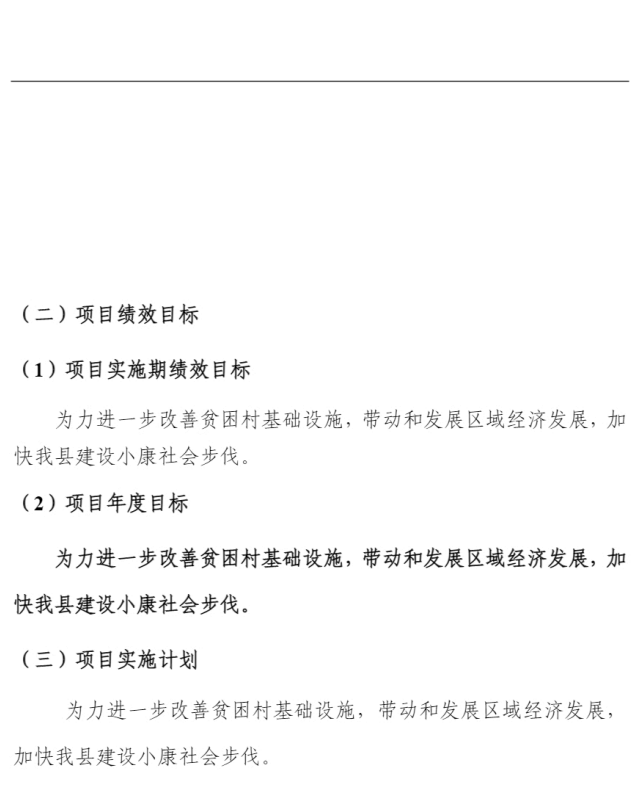 （二）项目绩效目标
（1）项目实施期绩效目标
为力进一步改善贫困村基础设施，带动和发展区域经济发展，加
快我县建设小康社会步伐。
（2）项目年度目标
为力进一步改善贫困村基础设施，带动和发展区域经济发展，加
快我县建设小康社会步伐。
（三）项目实施计划
为力进一步改善贫困村基础设施，带动和发展区域经济发展，
加快我县建设小康社会步伐。